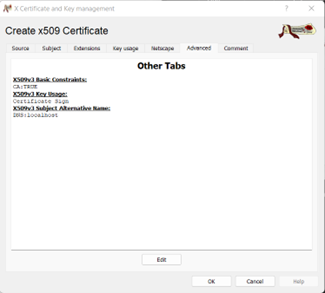 X Certificate and Key management
Create x509 Certificate
Source Subject Extensions Key usage Netscape Advanced Comment
Other Tabs
X509v3 Basic Constraints:
CA:TRUE
X509v3 Key Usage:
Certificate Sign
X509v3 Subject Alternative Name:
DNS:localhost
Edit
OK Cancel Help